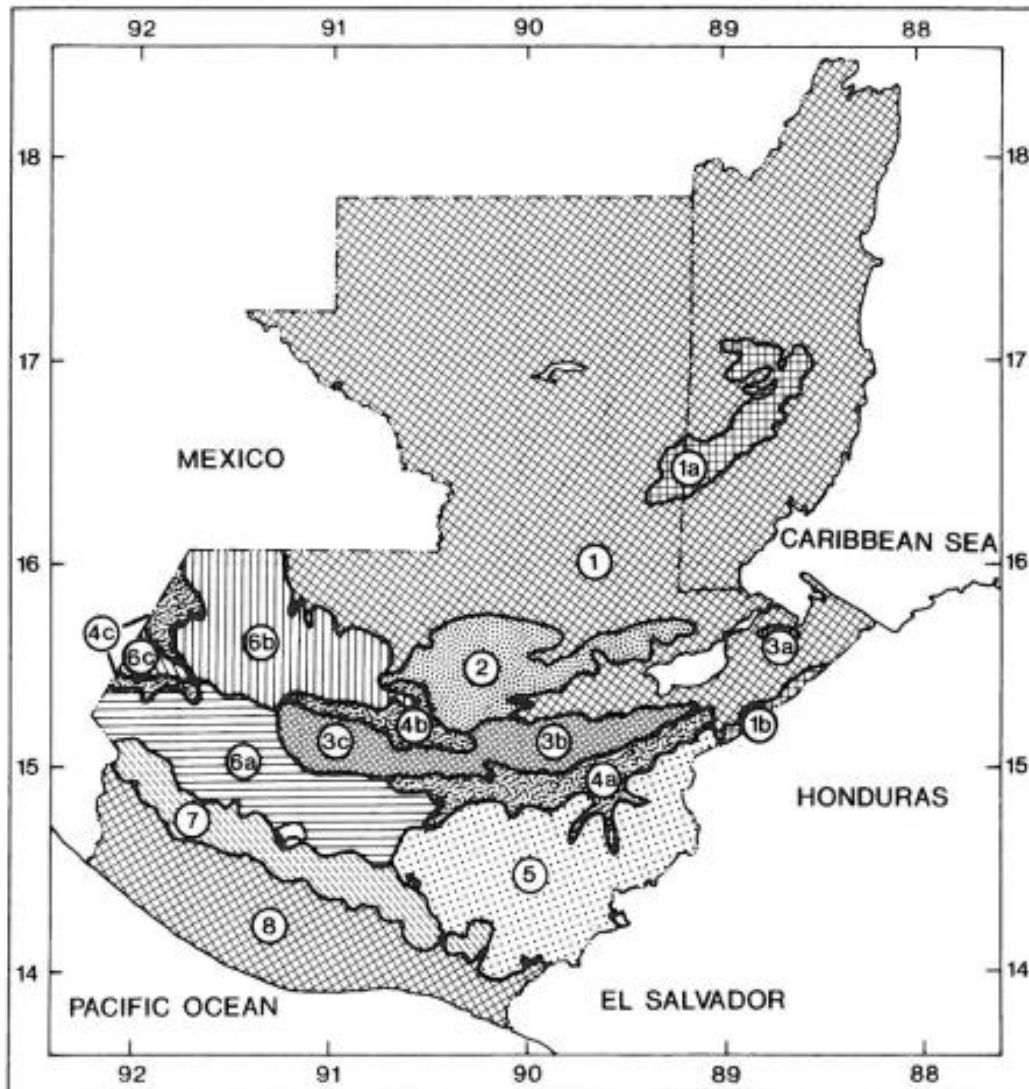 92 91 90 89 88
18 18
17 17
MEXICO
1a
CARIBBEAN SEA
16 1 16
4c
6c 6b 2 3a
4b 1b
3c 3b
15 6a 4a 15
HONDURAS
7
5
8
14 14
PACIFIC OCEAN EL SALVADOR
92 91 90 89 88